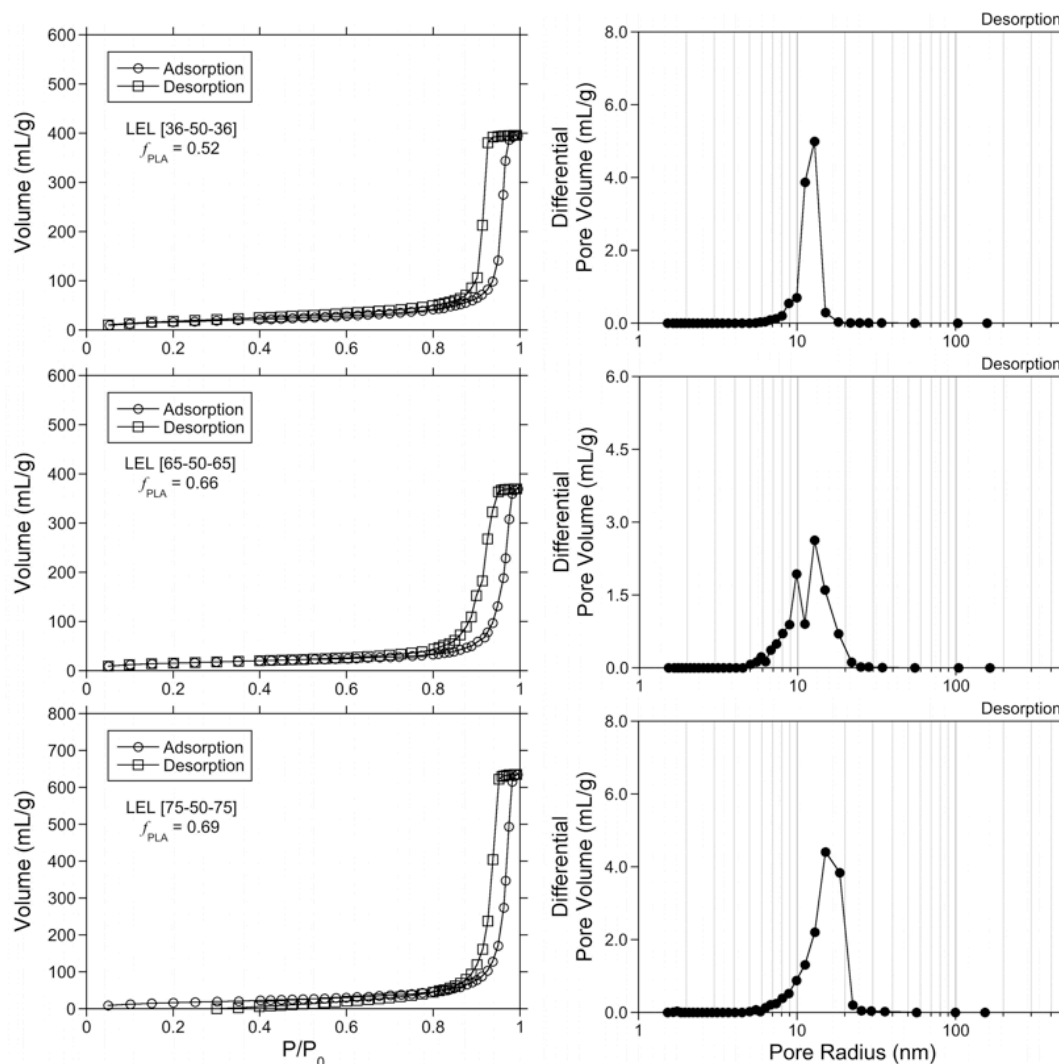 600
500
400
300
200
100
0
Volume (mL/g)
Adsorption
Desorption
LEL [36-50-36]
fPLA = 0.52
0 0.2 0.4 0.6 0.8 1
Desorption
8.0
6.0
4.0
2.0
0.0
Differential
Pore Volume (mL/g)
1 10 100
600
500
400
300
200
100
0
Volume (mL/g)
Adsorption
Desorption
LEL [65-50-65]
fPLA = 0.66
0 0.2 0.4 0.6 0.8 1
Desorption
6.0
4.5
3.0
1.5
0.0
Differential
Pore Volume (mL/g)
1 10 100
800
700
600
500
400
300
200
100
0
Volume (mL/g)
Adsorption
Desorption
LEL [75-50-75]
fPLA = 0.69
0 0.2 0.4 0.6 0.8 1
P/P0
Desorption
8.0
6.0
4.0
2.0
0.0
Differential
Pore Volume (mL/g)
1 10 100
Pore Radius (nm)